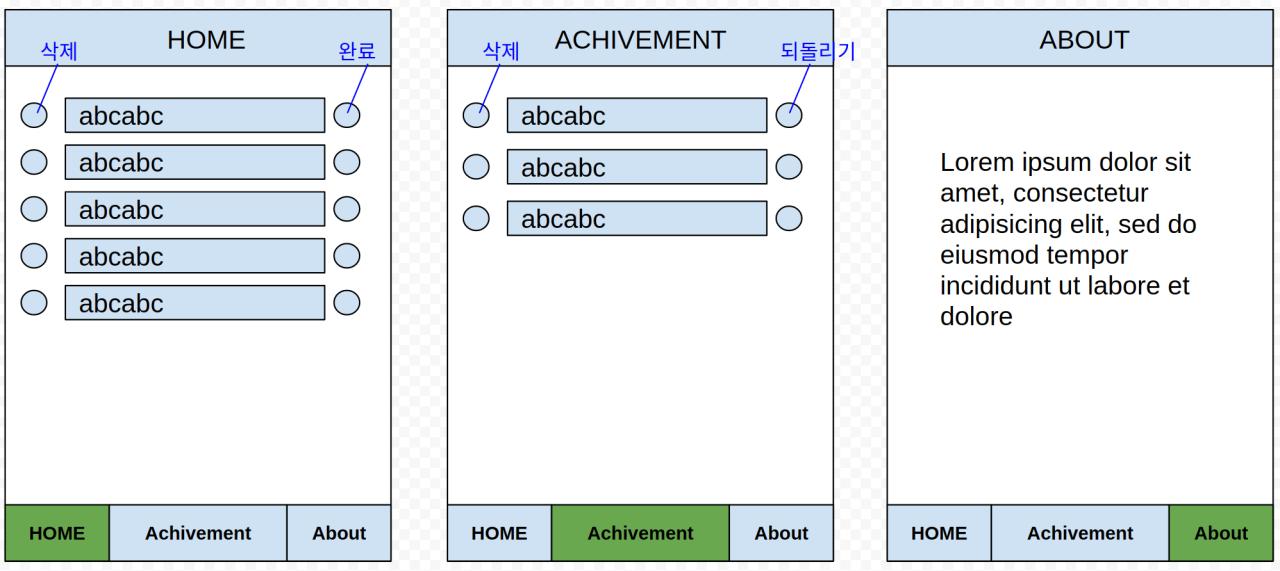 HOME
삭제
완료
abcabc
abcabc
abcabc
abcabc
abcabc
HOME
Achivement
About
ACHIVEMENT
삭제
되돌리기
abcabc
abcabc
abcabc
HOME
Achivement
About
ABOUT
Lorem ipsum dolor sit
amet, consectetur
adipisicing elit, sed do
eiusmod tempor
incididunt ut labore et
dolore
HOME
Achivement
About